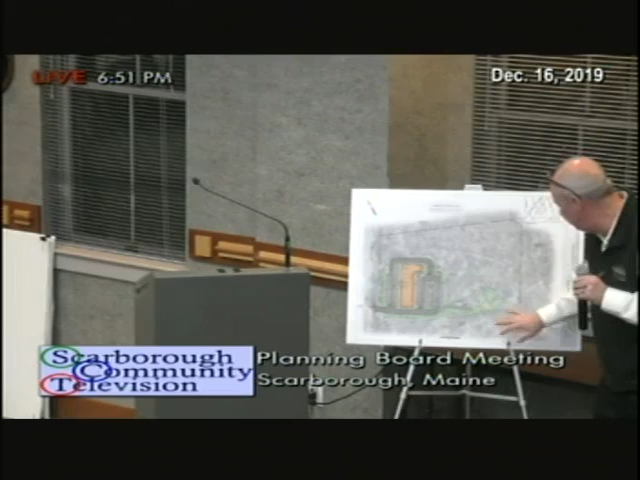 LIVE 6:51 PM
Dec. 16, 2019
Scarborough
Community
Television
Planning Board Meeting
Scarborough, Maine